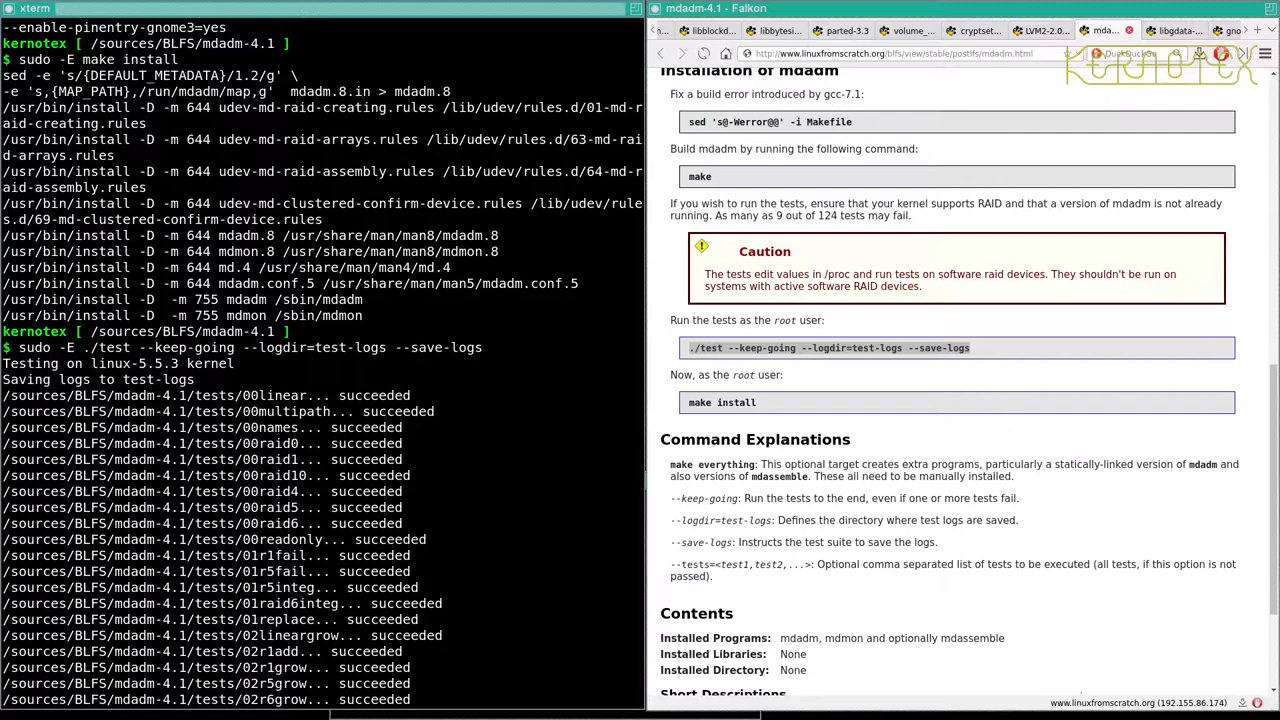 xterm
--enable-pinentry-gnome3=yes
kernotex [ /sources/BLFS/mdadm-4.1 ]
$ sudo -E make install
sed -e 's/{DEFAULT_METADATA}/1.2/g' \
-e 's,{MAP_PATH},/run/mdadm/map,g'  mdadm.8.in > mdadm.8
/usr/bin/install -D -m 644 udev-md-raid-creating.rules /lib/udev/rules.d/01-md-r
aid-creating.rules
/usr/bin/install -D -m 644 udev-md-raid-arrays.rules /lib/udev/rules.d/63-md-rai
d-arrays.rules
/usr/bin/install -D -m 644 udev-md-raid-assembly.rules /lib/udev/rules.d/64-md-r
aid-assembly.rules
/usr/bin/install -D -m 644 udev-md-clustered-confirm-device.rules /lib/udev/rule
s.d/69-md-clustered-confirm-device.rules
/usr/bin/install -D -m 644 mdadm.8 /usr/share/man/man8/mdadm.8
/usr/bin/install -D -m 644 mdmon.8 /usr/share/man/man8/mdmon.8
/usr/bin/install -D -m 644 md.4 /usr/share/man/man4/md.4
/usr/bin/install -D -m 644 mdadm.conf.5 /usr/share/man/man5/mdadm.conf.5
/usr/bin/install -D  -m 755 mdadm /sbin/mdadm
/usr/bin/install -D  -m 755 mdmon /sbin/mdmon
kernotex [ /sources/BLFS/mdadm-4.1 ]
$ sudo -E ./test --keep-going --logdir=test-logs --save-logs
Testing on linux-5.5.3 kernel
Saving logs to test-logs
/sources/BLFS/mdadm-4.1/tests/00linear... succeeded
/sources/BLFS/mdadm-4.1/tests/00multipath... succeeded
/sources/BLFS/mdadm-4.1/tests/00names... succeeded
/sources/BLFS/mdadm-4.1/tests/00raid0... succeeded
/sources/BLFS/mdadm-4.1/tests/00raid1... succeeded
/sources/BLFS/mdadm-4.1/tests/00raid10... succeeded
/sources/BLFS/mdadm-4.1/tests/00raid4... succeeded
/sources/BLFS/mdadm-4.1/tests/00raid5... succeeded
/sources/BLFS/mdadm-4.1/tests/00raid6... succeeded
/sources/BLFS/mdadm-4.1/tests/00readonly... succeeded
/sources/BLFS/mdadm-4.1/tests/01r1fail... succeeded
/sources/BLFS/mdadm-4.1/tests/01r5fail... succeeded
/sources/BLFS/mdadm-4.1/tests/01r5integ... succeeded
/sources/BLFS/mdadm-4.1/tests/01raid6integ... succeeded
/sources/BLFS/mdadm-4.1/tests/01replace... succeeded
/sources/BLFS/mdadm-4.1/tests/02lineargrow... succeeded
/sources/BLFS/mdadm-4.1/tests/02r1add... succeeded
/sources/BLFS/mdadm-4.1/tests/02r1grow... succeeded
/sources/BLFS/mdadm-4.1/tests/02r5grow... succeeded
/sources/BLFS/mdadm-4.1/tests/02r6grow... succeeded
mdadm-4.1 - Falkon
libblockd libbytesi parted-3.3 volume_ cryptset LVM2-2.0... mda... libgdata- gno
http://www.linuxfromscratch.org/blfs/view/stable/postlfs/mdadm.html DuckDuckGo
KERNOTEX
Installation of mdadm
Fix a build error introduced by gcc-7.1:
sed 's@-Werror@@' -i Makefile
Build mdadm by running the following command:
make
If you wish to run the tests, ensure that your kernel supports RAID and that a version of mdadm is not already
running. As many as 9 out of 124 tests may fail.
Caution
The tests edit values in /proc and run tests on software raid devices. They shouldn't be run on
systems with active software RAID devices.
Run the tests as the root user:
./test --keep-going --logdir=test-logs --save-logs
Now, as the root user:
make install
Command Explanations
make everything: This optional target creates extra programs, particularly a statically-linked version of mdadm and
also versions of mdassemble. These all need to be manually installed.
--keep-going: Run the tests to the end, even if one or more tests fail.
--logdir=test-logs: Defines the directory where test logs are saved.
--save-logs: Instructs the test suite to save the logs.
--tests=<test1,test2,...>: Optional comma separated list of tests to be executed (all tests, if this option is not
passed).
Contents
Installed Programs: mdadm, mdmon and optionally mdassemble
Installed Libraries: None
Installed Directory: None
Short Descriptions
www.linuxfromscratch.org (192.155.86.174)